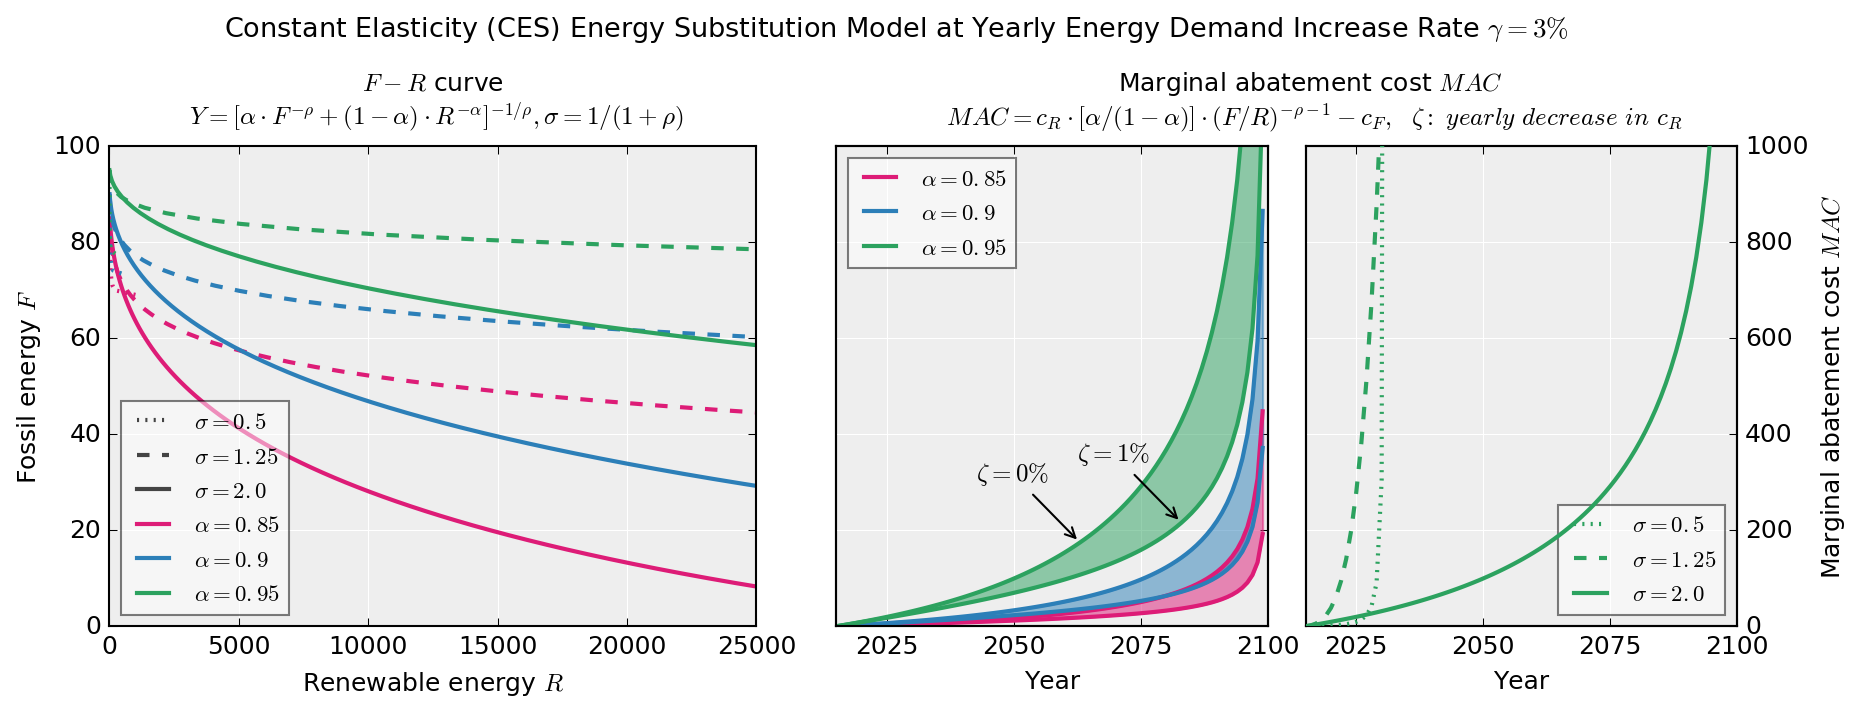 Constant Elasticity (CES) Energy Substitution Model at Yearly Energy Demand Increase Rate γ = 3%
F − R curve
Y = [α · F^{−ρ} + (1 − α) · R^{−α}]^{−1/ρ}, σ = 1/(1 + ρ)
100
80
60
40
20
0
Fossil energy F
σ = 0.5
σ = 1.25
σ = 2.0
α = 0.85
α = 0.9
α = 0.95
0 5000 10000 15000 20000 25000
Renewable energy R
Marginal abatement cost MAC
MAC = c_R · [α/(1 − α)] · (F/R)^{−ρ−1} − c_F, ζ: yearly decrease in c_R
α = 0.85
α = 0.9
α = 0.95
ζ = 0%
ζ = 1%
2025 2050 2075 2100
Year
σ = 0.5
σ = 1.25
σ = 2.0
2025 2050 2075 2100
Year
1000
800
600
400
200
0
Marginal abatement cost MAC